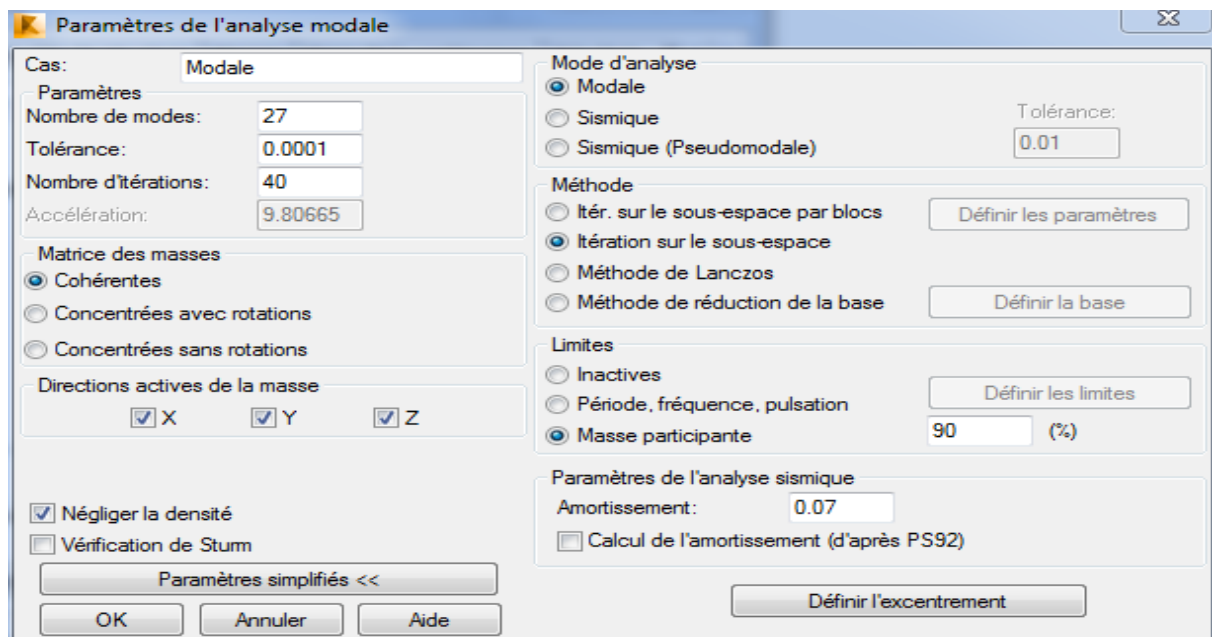 Paramètres de l'analyse modale
Cas: Modale
Paramètres
Nombre de modes: 27
Tolérance: 0.0001
Nombre d'itérations: 40
Accélération: 9.80665
Matrice des masses
Cohérentes
Concentrées avec rotations
Concentrées sans rotations
Directions actives de la masse
X Y Z
Négliger la densité
Vérification de Sturm
Paramètres simplifiés <<
OK Annuler Aide
Mode d'analyse
Modale
Sismique
Sismique (Pseudomodale)
Tolérance:
0.01
Méthode
Itér. sur le sous-espace par blocs Définir les paramètres
Itération sur le sous-espace
Méthode de Lanczos
Méthode de réduction de la base Définir la base
Limites
Inactives
Définir les limites
Période, fréquence, pulsation
Masse participante 90 (%)
Paramètres de l'analyse sismique
Amortissement: 0.07
Calcul de l'amortissement (d'après PS92)
Définir l'excentrement